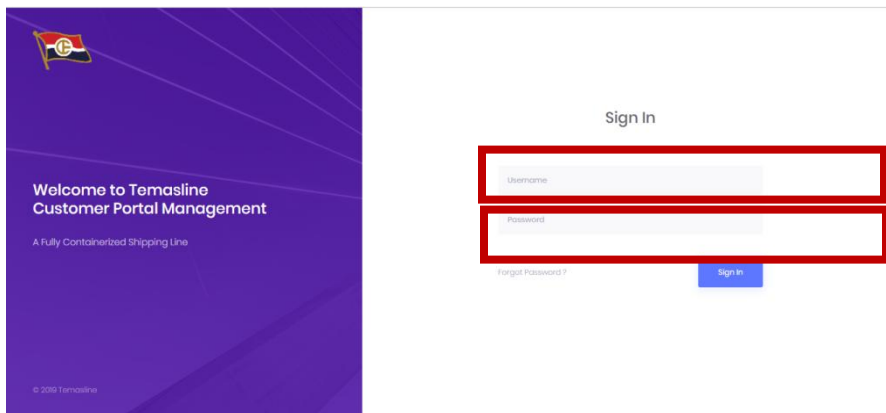 Welcome to Temasline
Customer Portal Management
A Fully Containerized Shipping Line
© 2019 Temasline
Sign In
Username
Password
Forgot Password ?
Sign In